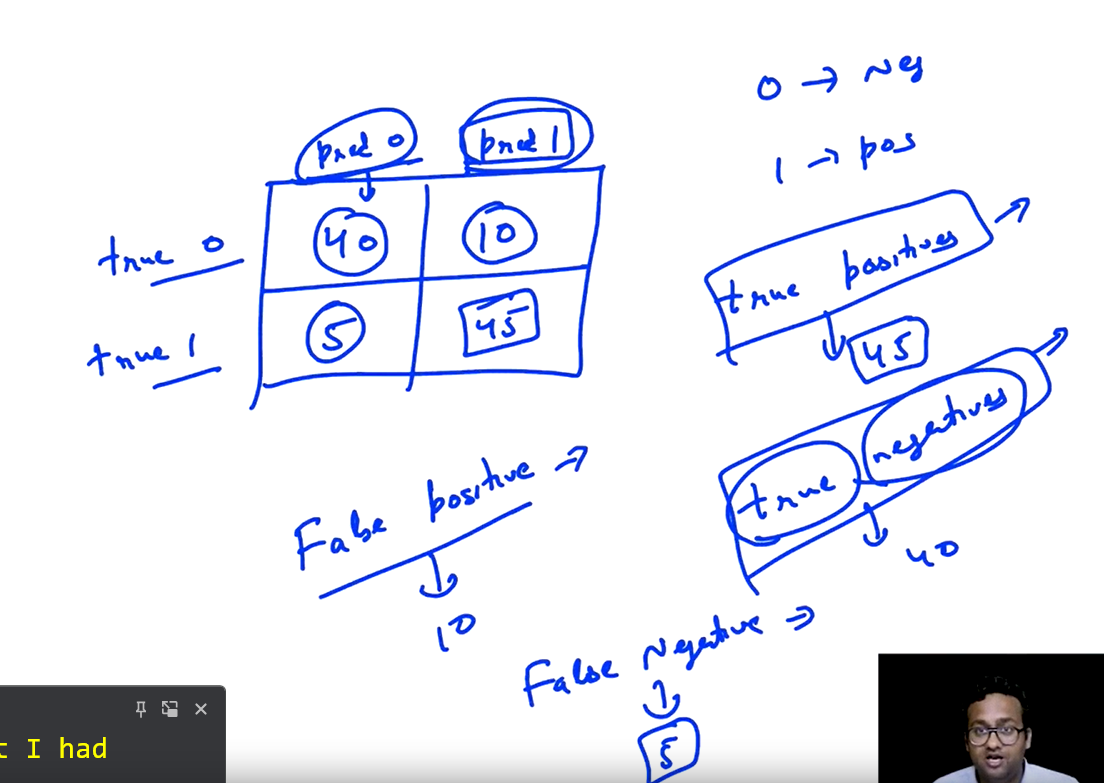 0 → Neg
pred 0 pred 1
1 → pos
true 0 40 10
true positives
true 1 5 45
45
true negatives
False positive
40
10
False Negative
5
t I had